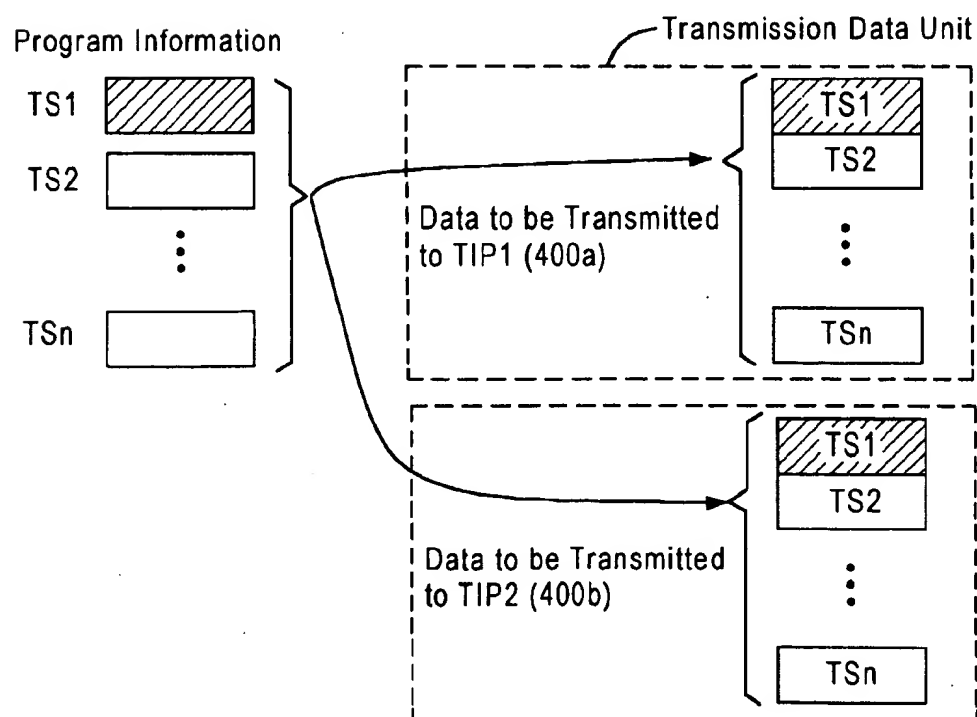 Transmission Data Unit
Program Information
TS1
TS2
TSn
Data to be Transmitted
to TIP1 (400a)
TS1
TS2
TSn
Data to be Transmitted
to TIP2 (400b)
TS1
TS2
TSn